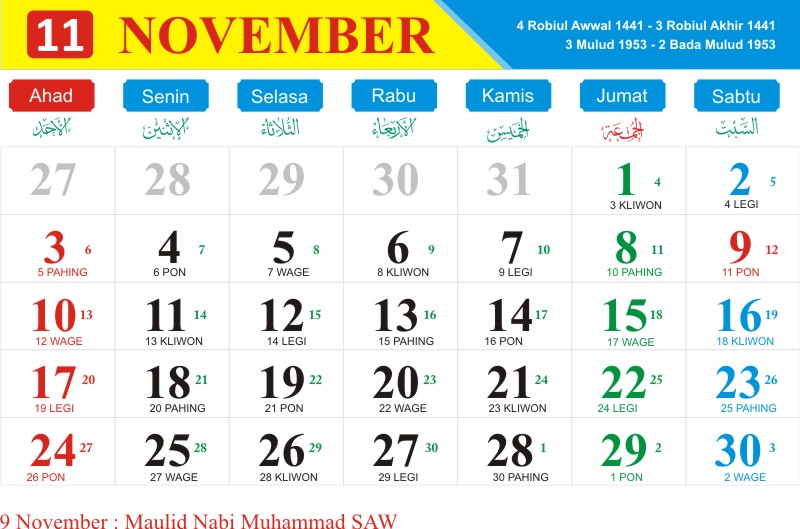 11 NOVEMBER
4 Robiul Awwal 1441 - 3 Robiul Akhir 1441
3 Mulud 1953 - 2 Bada Mulud 1953
Ahad Senin Selasa Rabu Kamis Jumat Sabtu
الأحد الإثنين الثلاثاء الأربعاء الخميس الجمعة السبت
27 28 29 30 31 1 4 2 5
3 KLIWON 4 LEGI
3 6 4 7 5 8 6 9 7 10 8 11 9 12
5 PAHING 6 PON 7 WAGE 8 KLIWON 9 LEGI 10 PAHING 11 PON
10 13 11 14 12 15 13 16 14 17 15 18 16 19
12 WAGE 13 KLIWON 14 LEGI 15 PAHING 16 PON 17 WAGE 18 KLIWON
17 20 18 21 19 22 20 23 21 24 22 25 23 26
19 LEGI 20 PAHING 21 PON 22 WAGE 23 KLIWON 24 LEGI 25 PAHING
24 27 25 28 26 29 27 30 28 1 29 2 30 3
26 PON 27 WAGE 28 KLIWON 29 LEGI 30 PAHING 1 PON 2 WAGE
9 November : Maulid Nabi Muhammad SAW